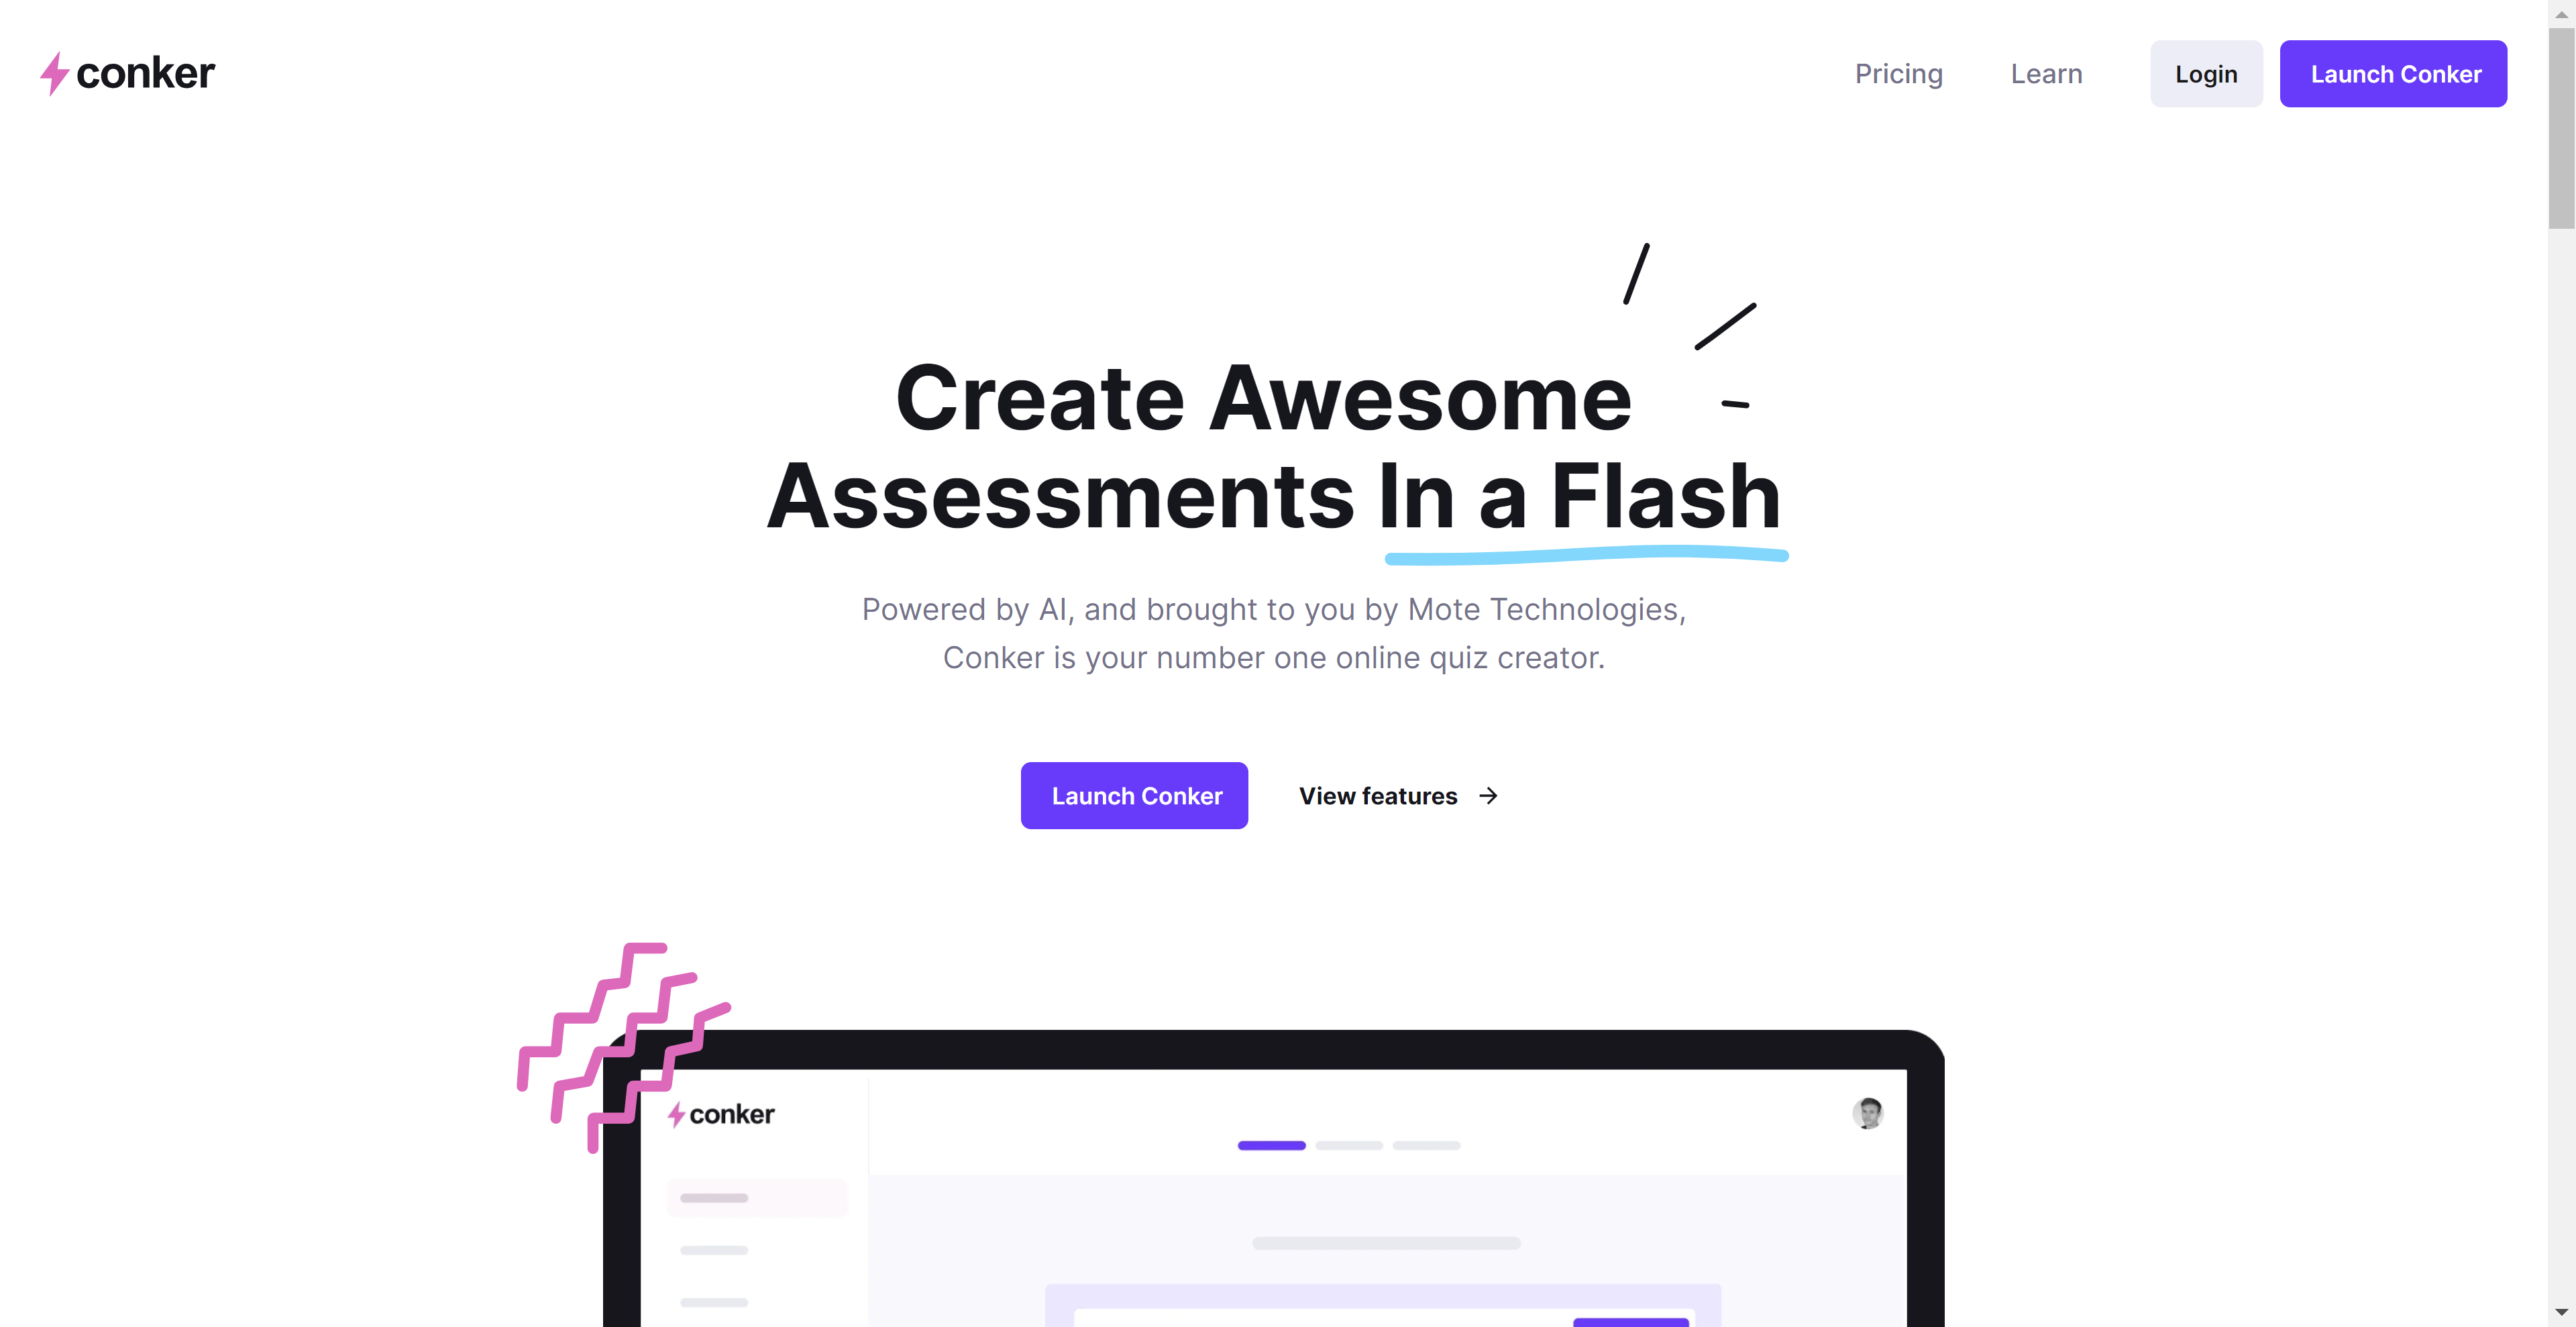 conker
Pricing
Learn
Login
Launch Conker
Create Awesome
Assessments In a Flash
Powered by AI, and brought to you by Mote Technologies,
Conker is your number one online quiz creator.
Launch Conker
View features →
conker